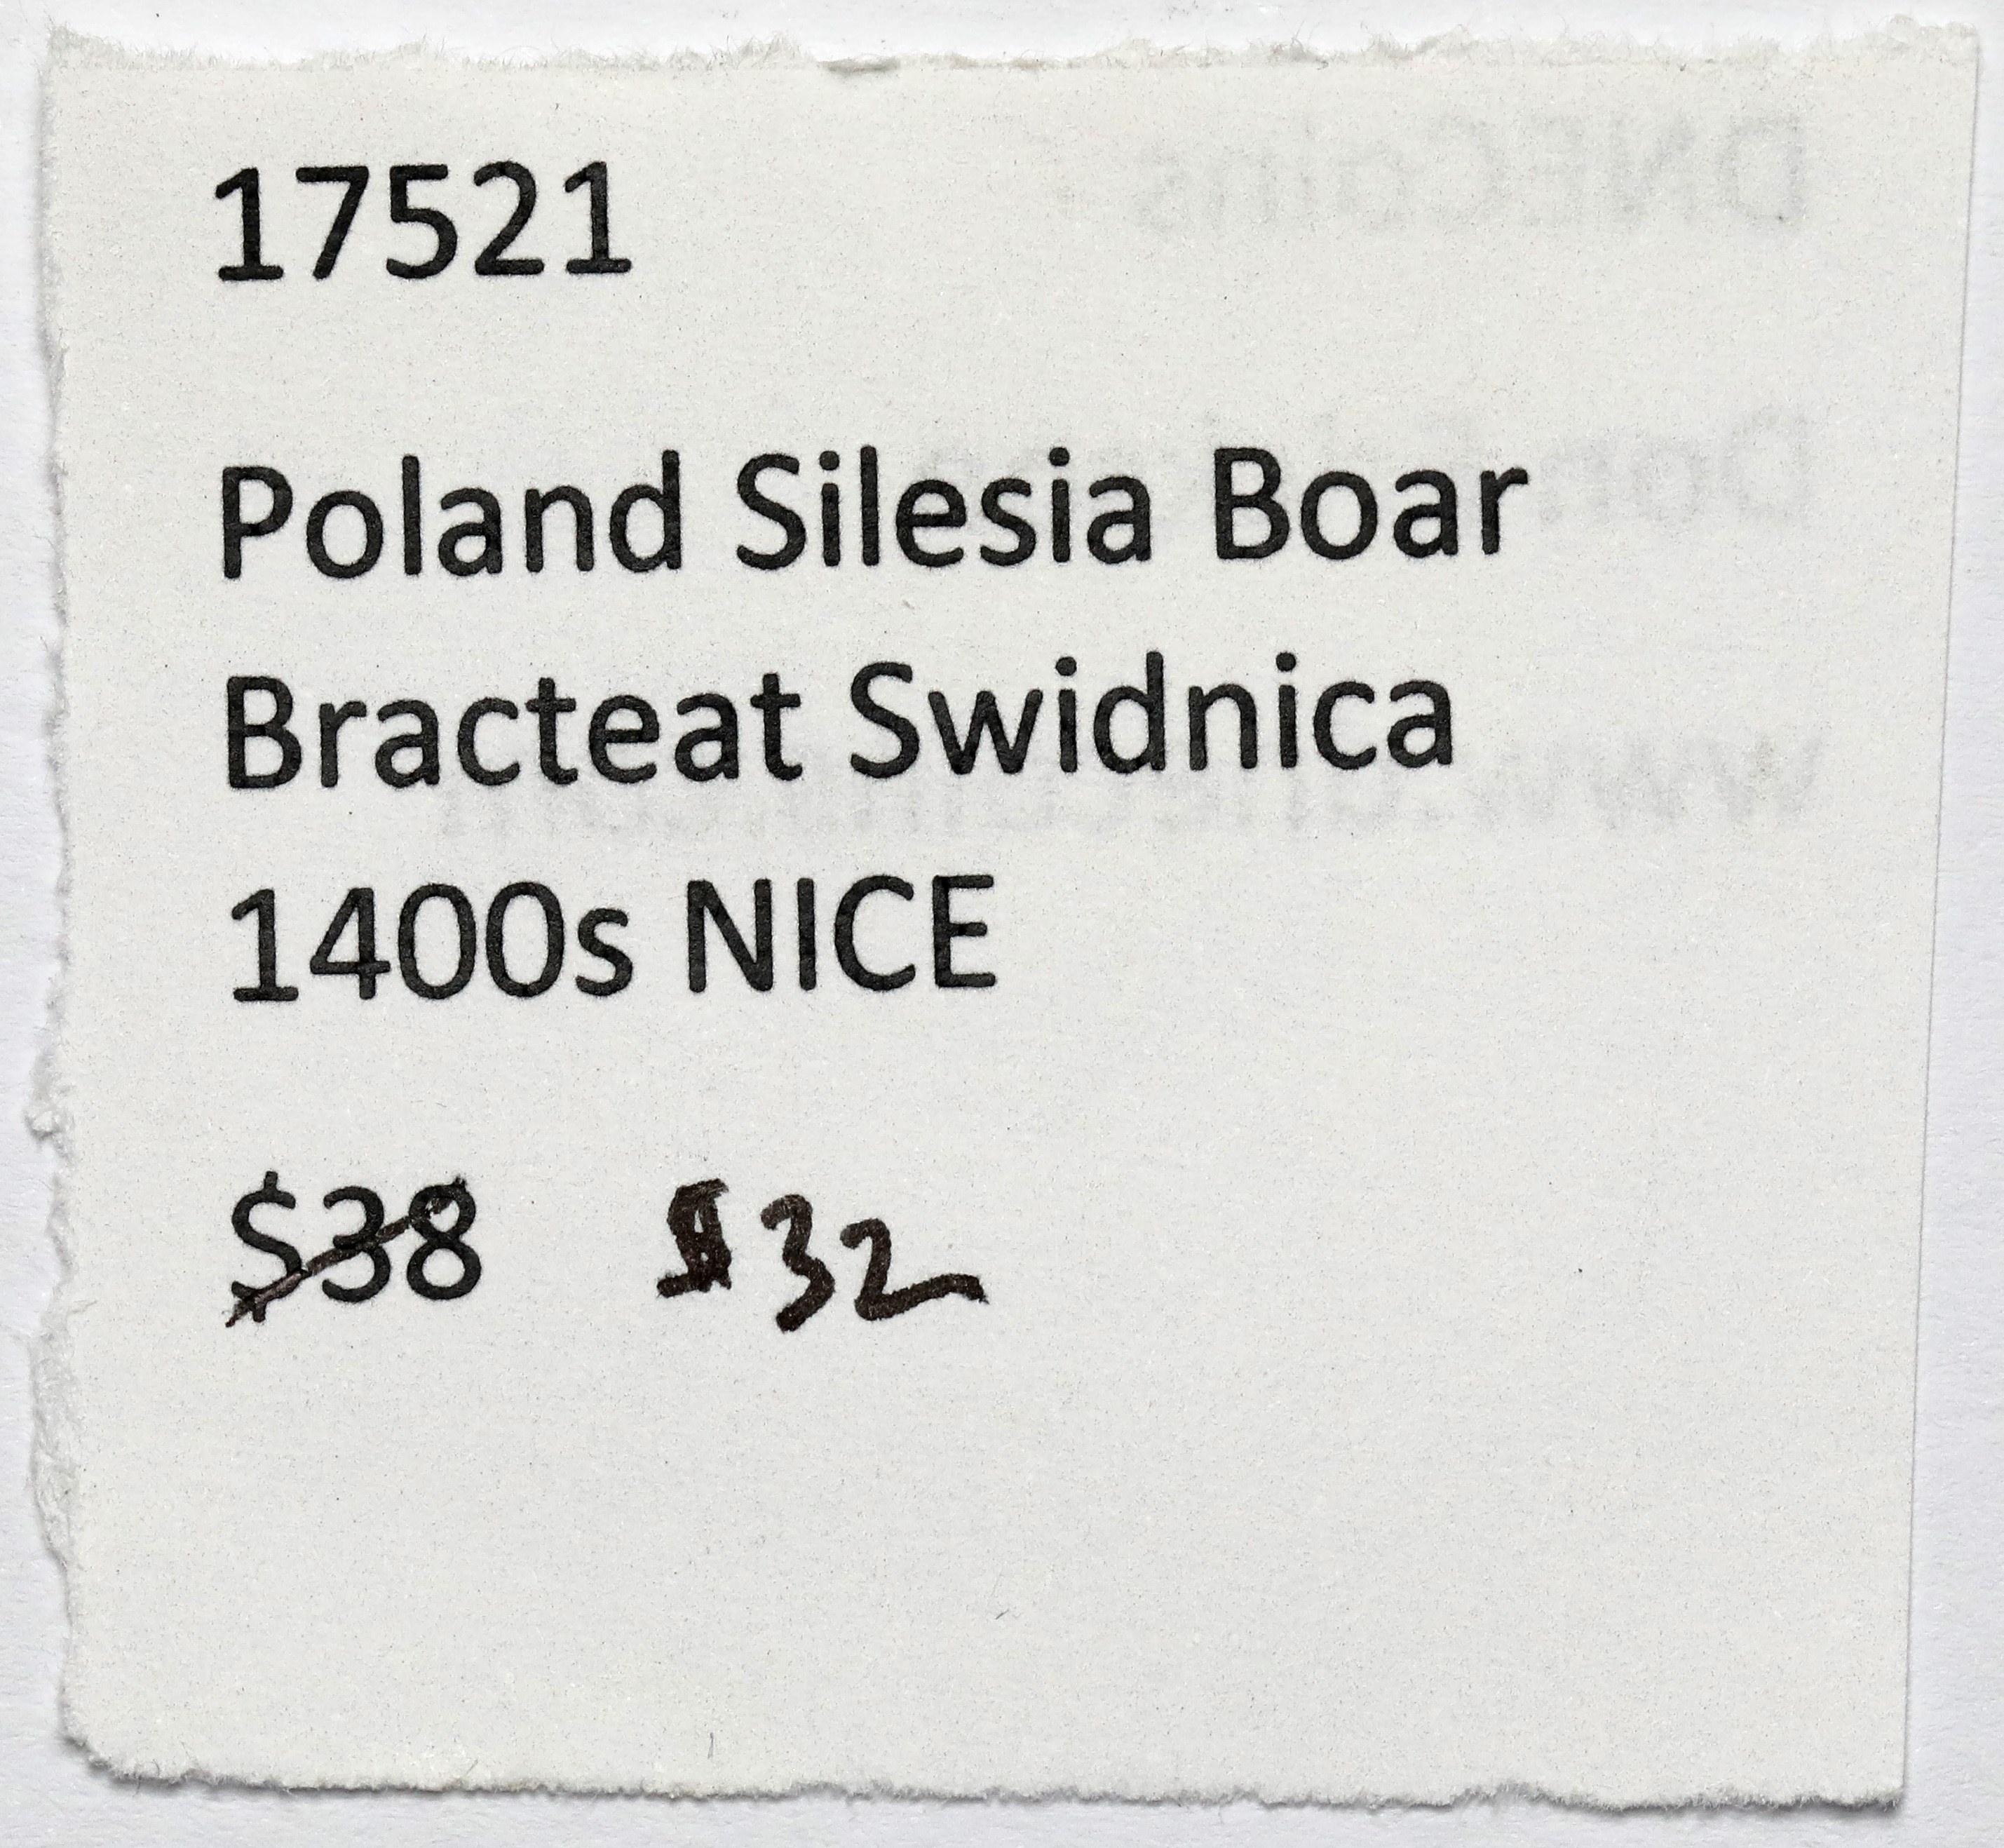 17521
Poland Silesia Boar
Bracteat Swidnica
1400s NICE
$38 $32